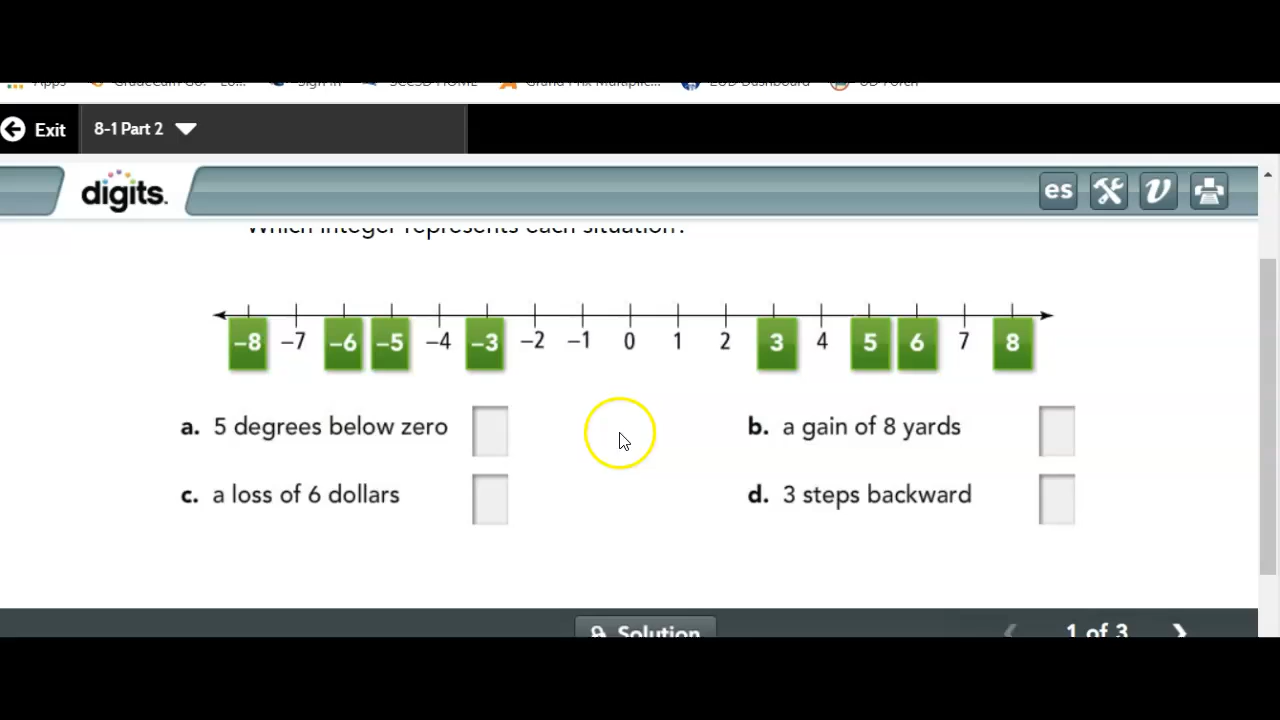 Exit 8-1 Part 2
digits. es
Which integer represents each situation?
−8 −7 −6 −5 −4 −3 −2 −1 0 1 2 3 4 5 6 7 8
a. 5 degrees below zero b. a gain of 8 yards
c. a loss of 6 dollars d. 3 steps backward
Solution 1 of 3